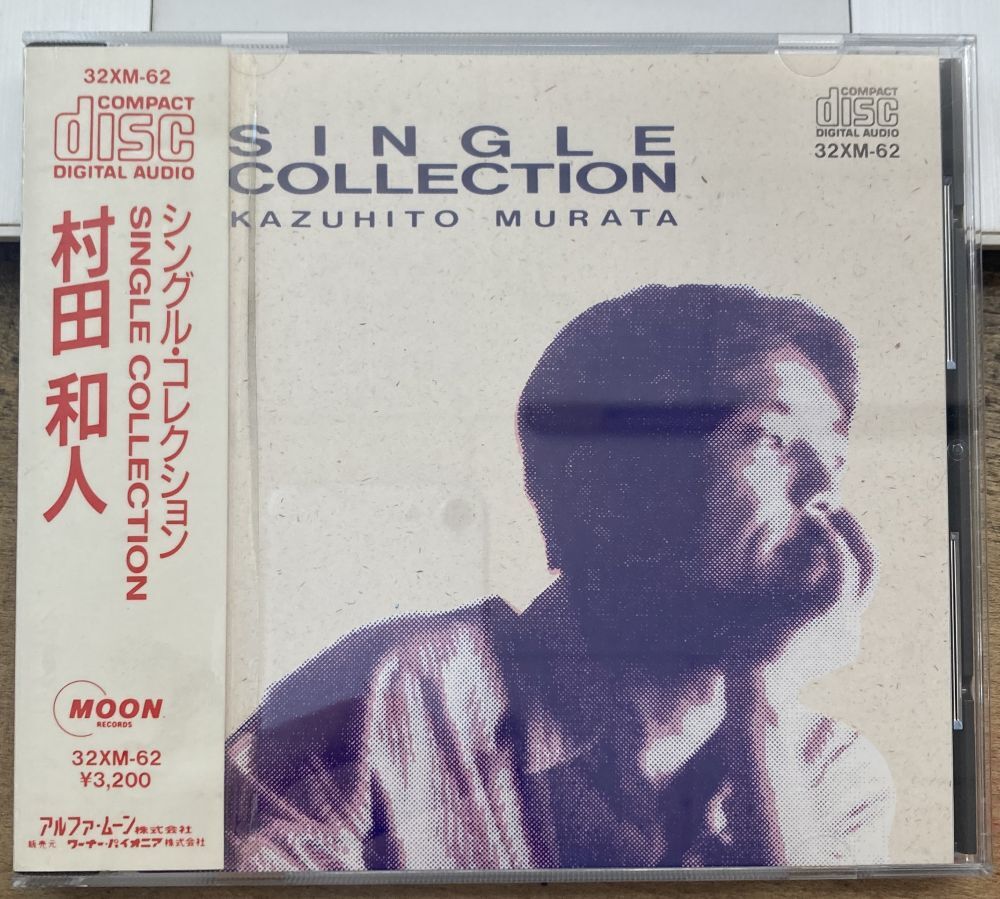 32XM-62
COMPACT
disc
DIGITAL AUDIO
シングル・コレクション
SINGLE COLLECTION
村田 和人
MOON
RECORDS
32XM-62
¥3,200
アルファ・ムーン株式会社
販売元 ワーナー・パイオニア株式会社
SINGLE
COLLECTION
KAZUHITO MURATA
COMPACT
disc
DIGITAL AUDIO
32XM-62